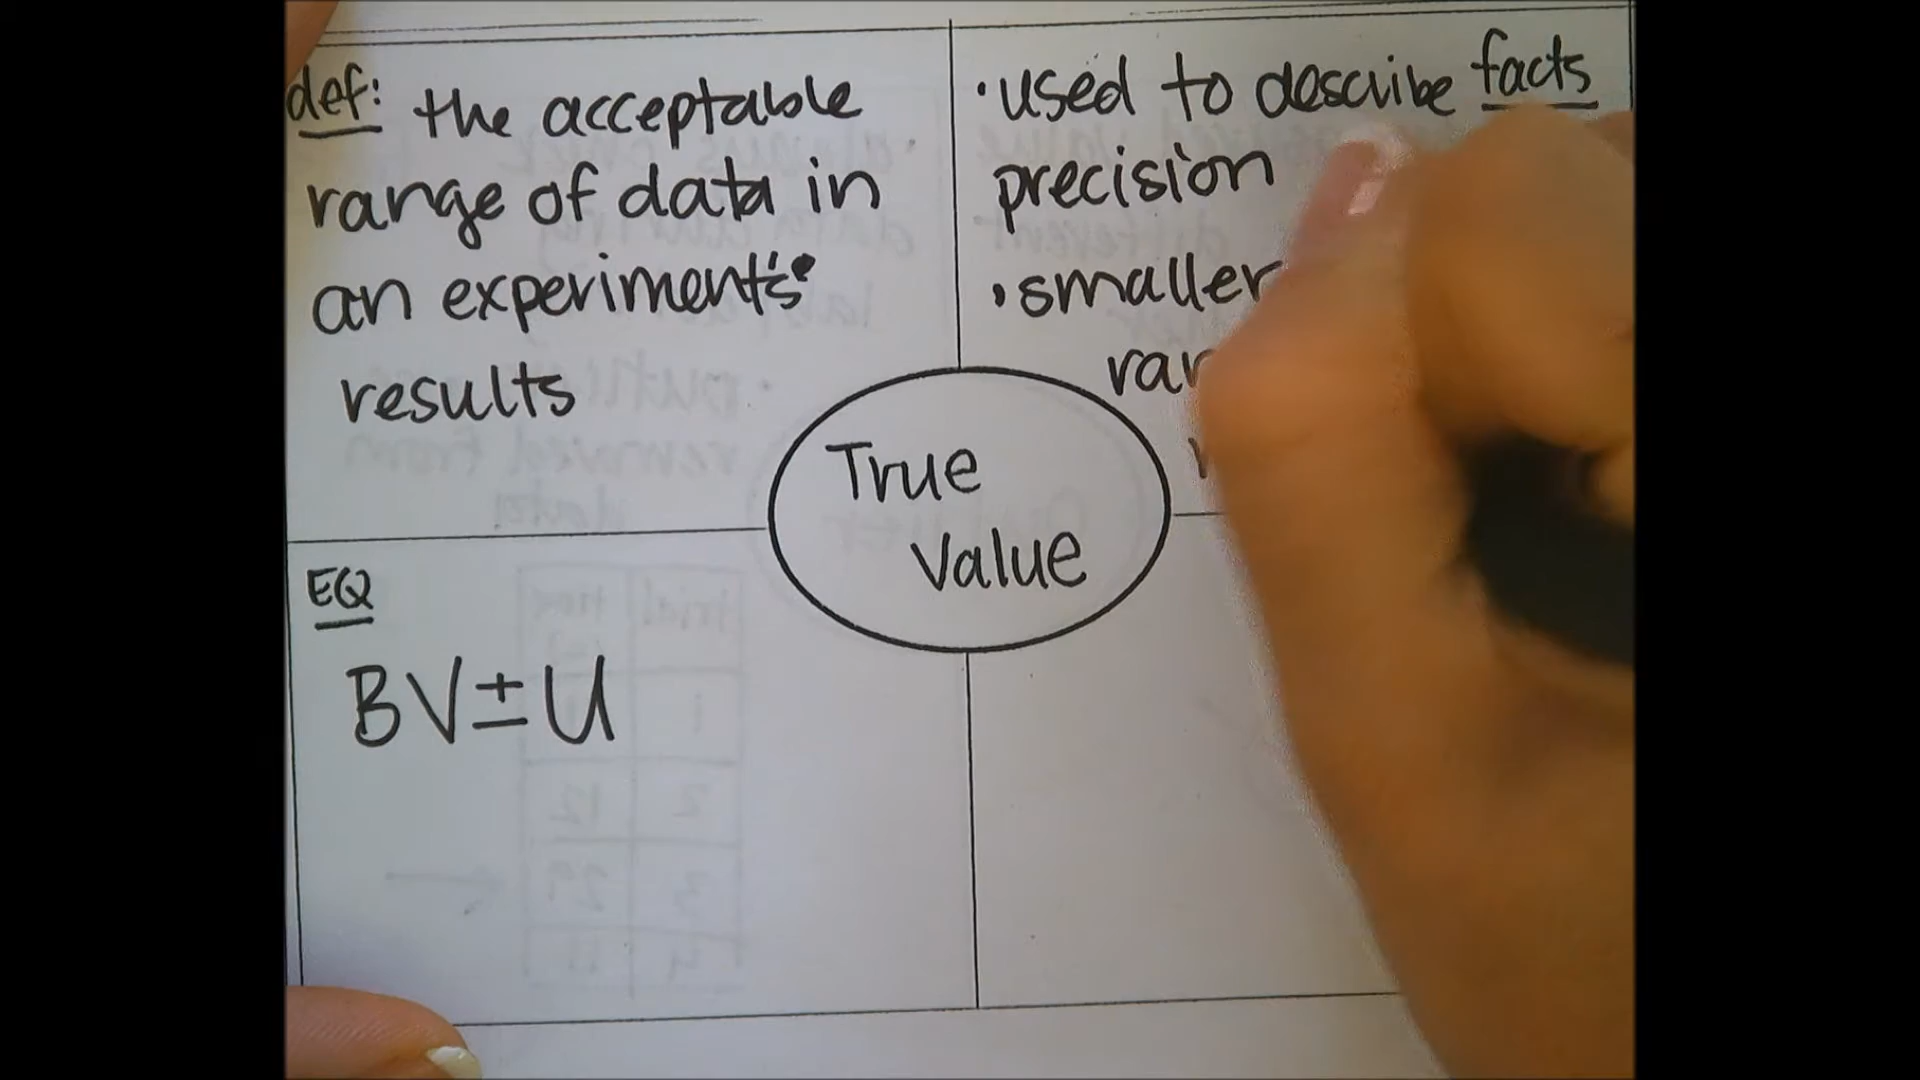 def: the acceptable
range of data in
an experiment's
results
•used to describe facts
precision
•smaller
True
Value
EQ
BV±U